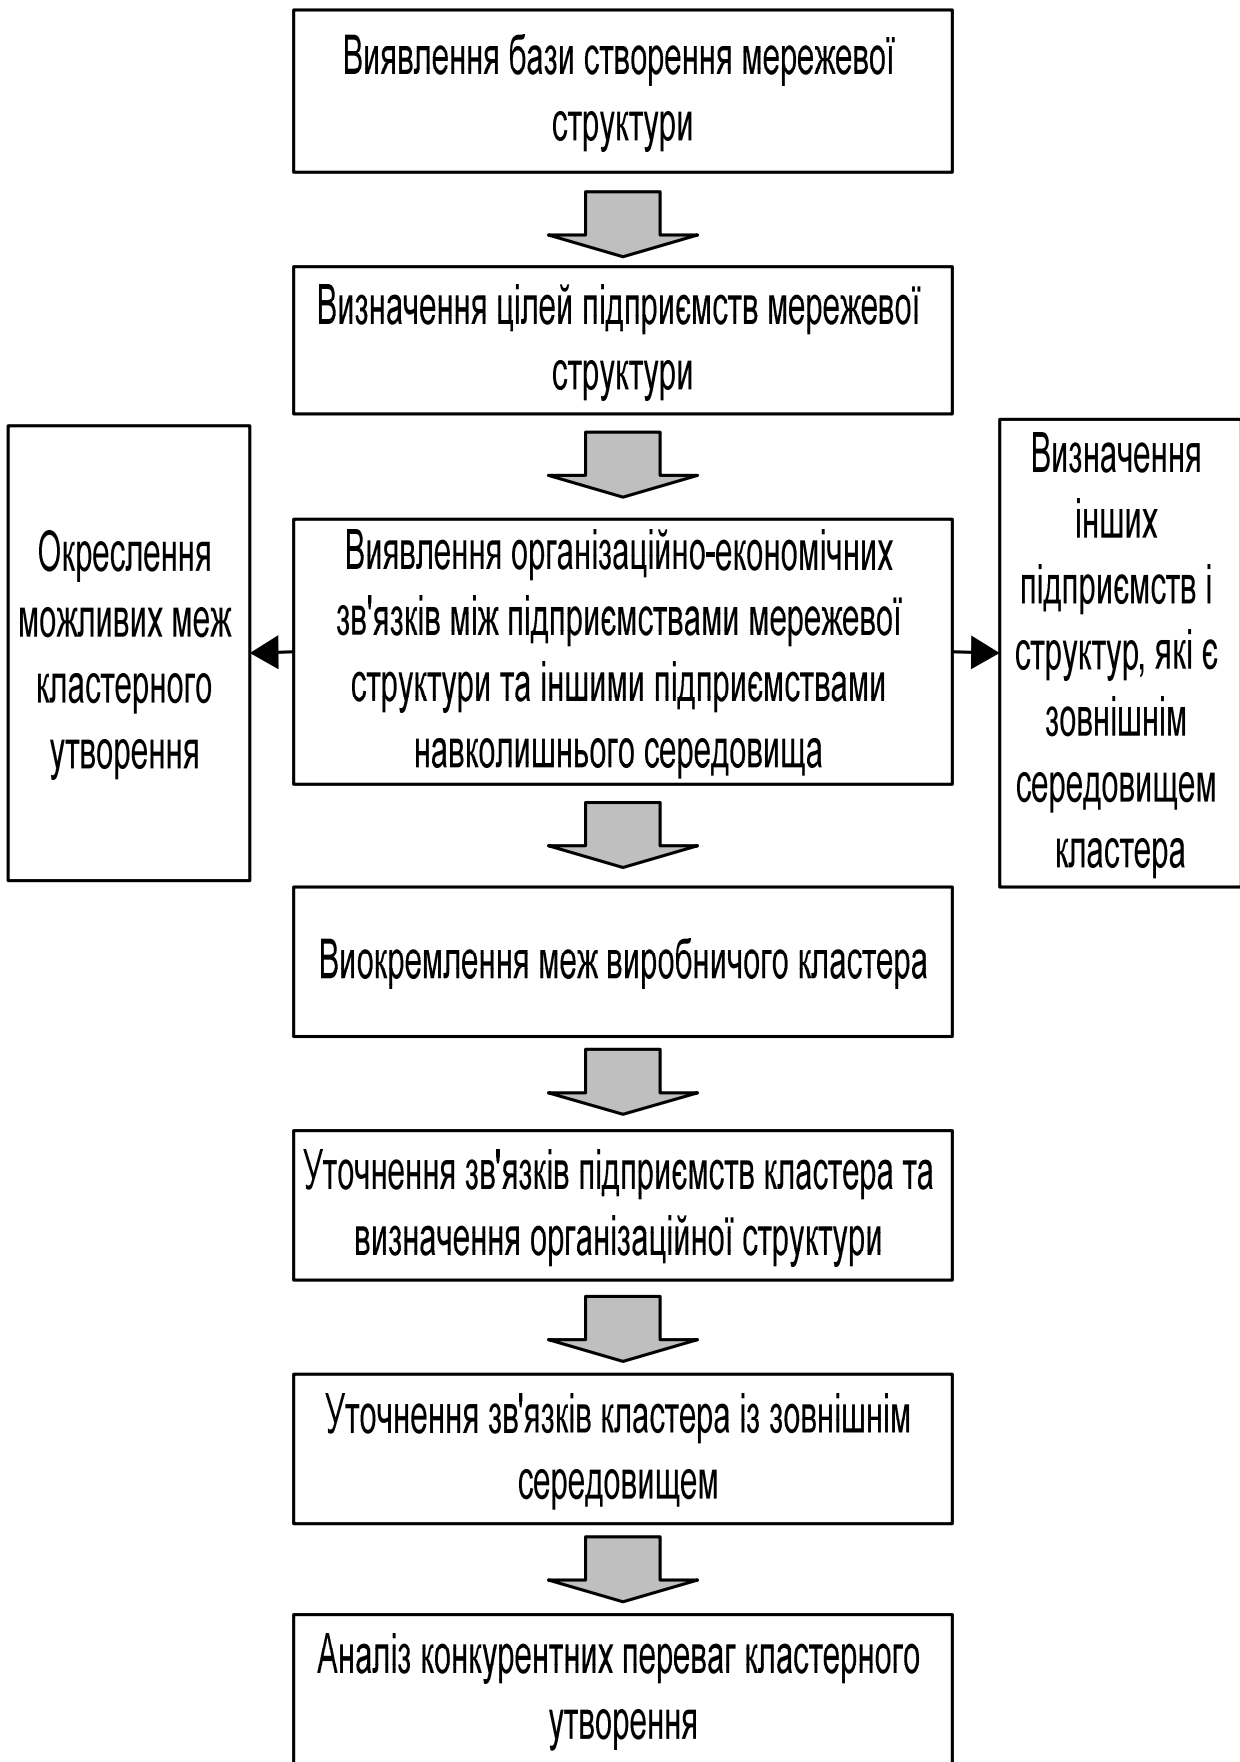 Виявлення бази створення мережевої
структури
Визначення цілей підприємств мережевої
структури
Окреслення
можливих меж
кластерного
утворення
Виявлення організаційно-економічних
зв'язків між підприємствами мережевої
структури та іншими підприємствами
навколишнього середовища
Визначення
інших
підприємств і
структур, які є
зовнішнім
середовищем
кластера
Виокремлення меж виробничого кластера
Уточнення зв'язків підприємств кластера та
визначення організаційної структури
Уточнення зв'язків кластера із зовнішнім
середовищем
Аналіз конкурентних переваг кластерного
утворення